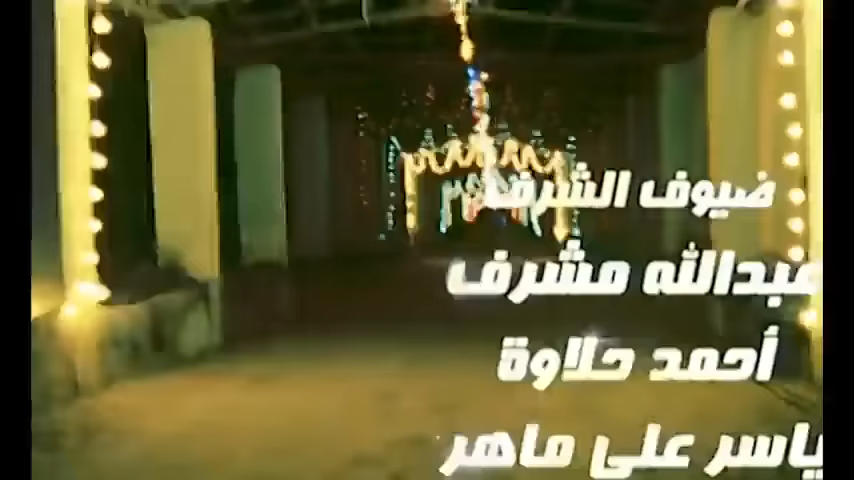 ضيوف الشرف
عبدالله مشرف
أحمد حلاوة
ياسر على ماهر